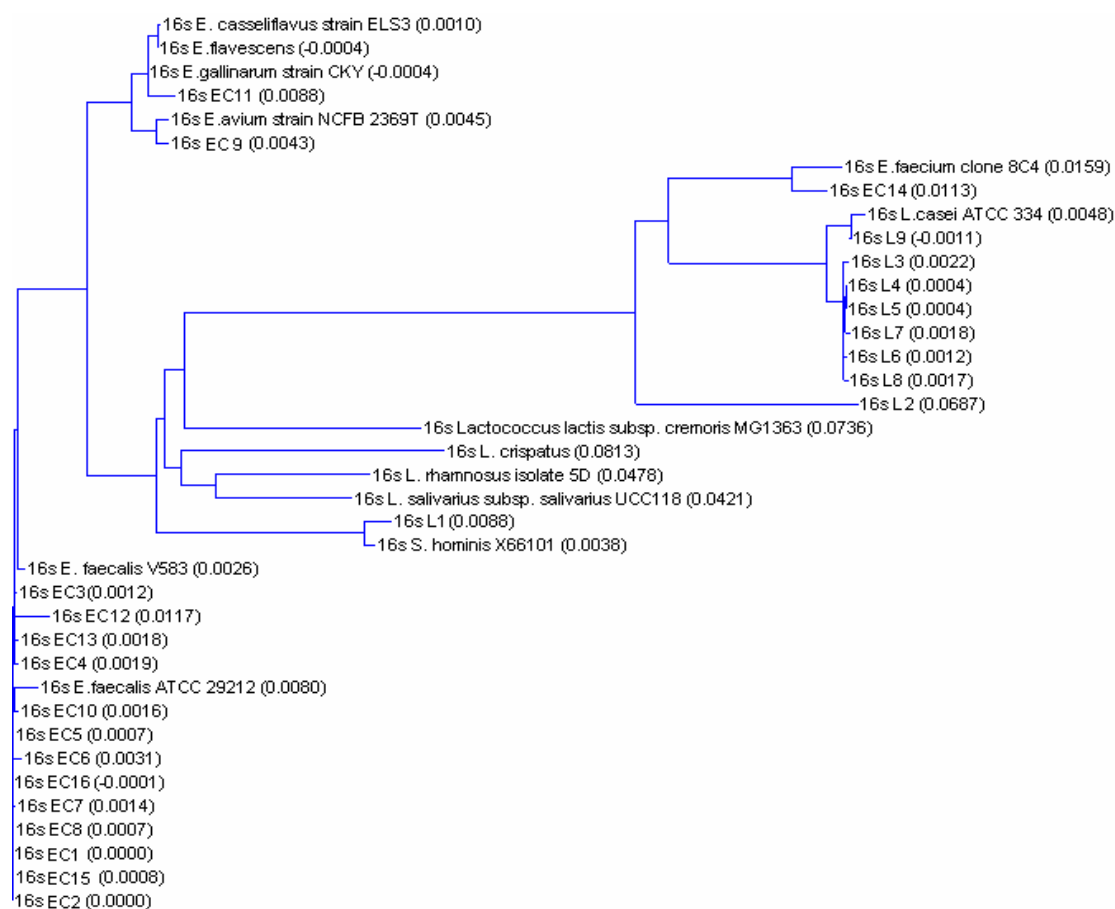 16s E. casseliflavus strain ELS3 (0.0010)
16s E.flavescens (-0.0004)
16s E.gallinarum strain CKY (-0.0004)
16s EC11 (0.0088)
16s E.avium strain NCFB 2369T (0.0045)
16s EC9 (0.0043)
16s E.faecium clone 8C4 (0.0159)
16s EC14 (0.0113)
16s L.casei ATCC 334 (0.0048)
16s L9 (-0.0011)
16s L3 (0.0022)
16s L4 (0.0004)
16s L5 (0.0004)
16s L7 (0.0018)
16s L6 (0.0012)
16s L8 (0.0017)
16s L2 (0.0687)
16s Lactococcus lactis subsp. cremoris MG1363 (0.0736)
16s L. crispatus (0.0813)
16s L. rhamnosus isolate 5D (0.0478)
16s L. salivarius subsp. salivarius UCC118 (0.0421)
16s L1 (0.0088)
16s S. hominis X66101 (0.0038)
16s E. faecalis V583 (0.0026)
16s EC3(0.0012)
16s EC12 (0.0117)
16s EC13 (0.0018)
16s EC4 (0.0019)
16s E.faecalis ATCC 29212 (0.0080)
16s EC10 (0.0016)
16s EC5 (0.0007)
16s EC6 (0.0031)
16s EC16 (-0.0001)
16s EC7 (0.0014)
16s EC8 (0.0007)
16s EC1 (0.0000)
16s EC15 (0.0008)
16s EC2 (0.0000)